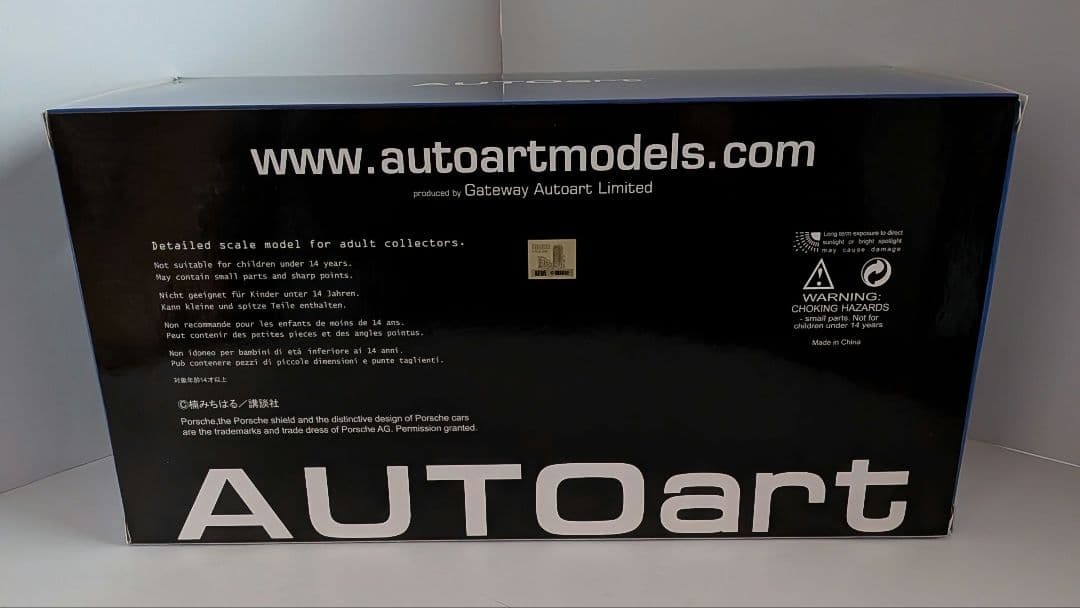 AUTOart
www.autoartmodels.com
produced by Gateway Autoart Limited
Detailed scale model for adult collectors.
Not suitable for children under 14 years.
May contain small parts and sharp points.
Nicht geeignet für Kinder unter 14 Jahren.
Kann kleine und spitze Teile enthalten.
Non recommande pour les enfants de moins de 14 ans.
Peut contenir des petites pieces et des angles pointus.
Non idoneo per bambini di etá inferiore ai 14 anni.
Puó contenere pezzi di piccole dimensioni e punte taglienti.
対象年齢14才以上
©楠みちはる／講談社
Porsche,the Porsche shield and the distinctive design of Porsche cars
are the trademarks and trade dress of Porsche AG. Permission granted.
Long term exposure to direct
sunlight or bright spotlight
may cause damage
WARNING:
CHOKING HAZARDS
- small parts. Not for
children under 14 years
Made in China
AUTOart